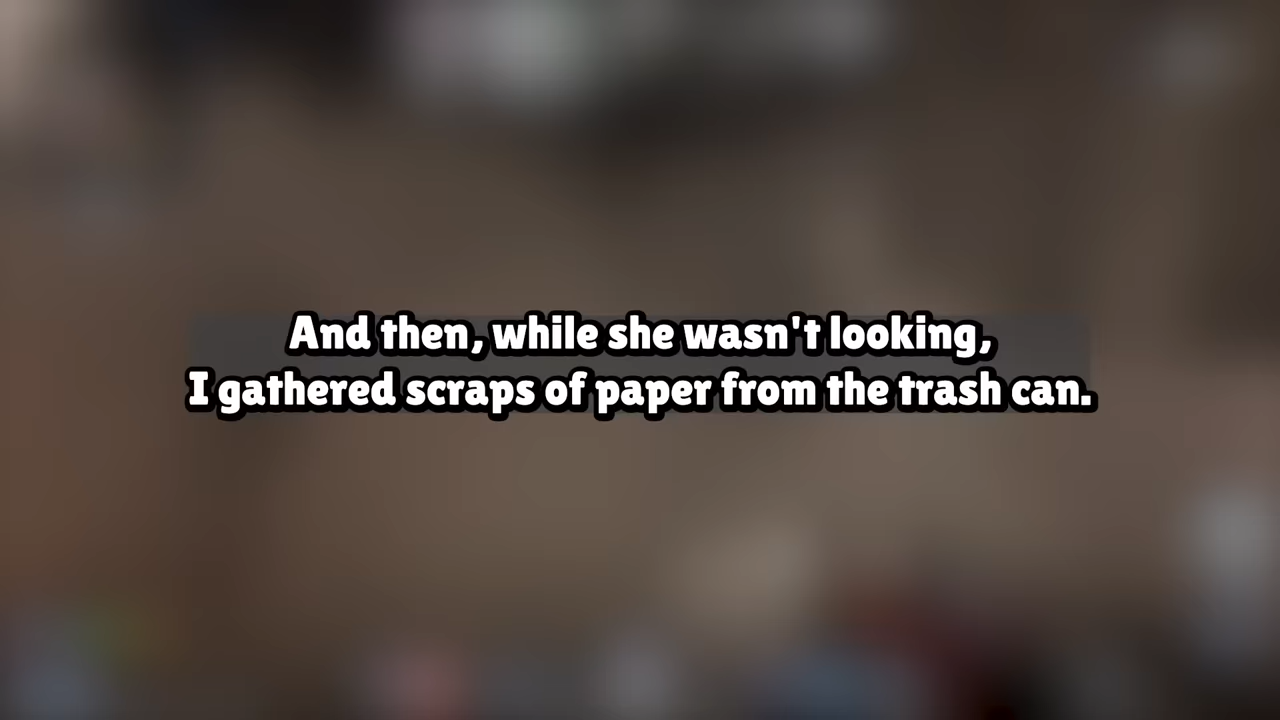 And then, while she wasn't looking,
I gathered scraps of paper from the trash can.